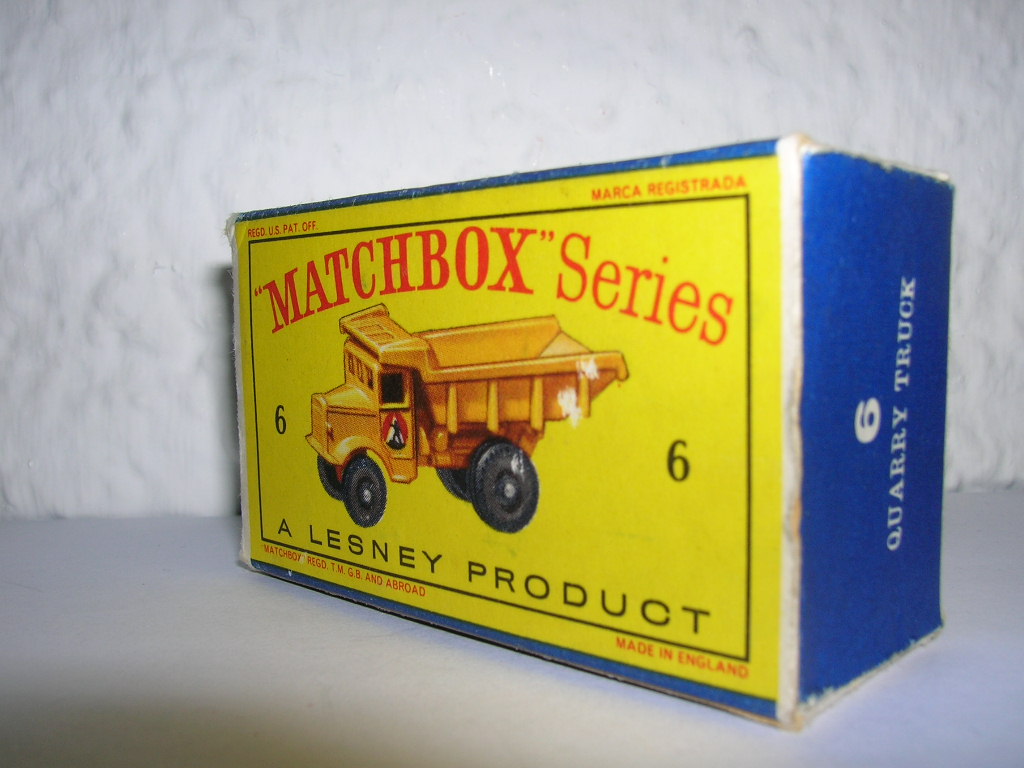 REGD. U.S. PAT. OFF.
MARCA REGISTRADA
"MATCHBOX" Series
6
6
A LESNEY PRODUCT
MATCHBOX" REGD. T.M. G.B. AND ABROAD
MADE IN ENGLAND
6
QUARRY TRUCK